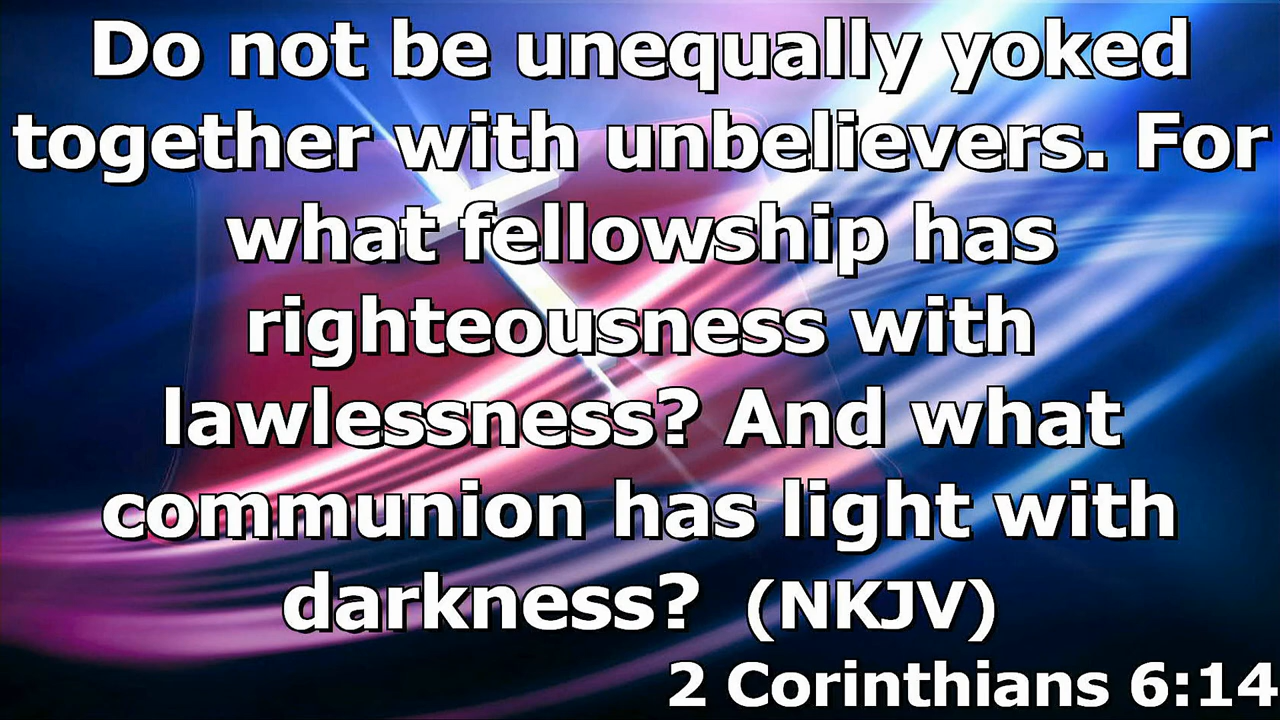 Do not be unequally yoked
together with unbelievers. For
what fellowship has
righteousness with
lawlessness? And what
communion has light with
darkness? (NKJV)
2 Corinthians 6:14